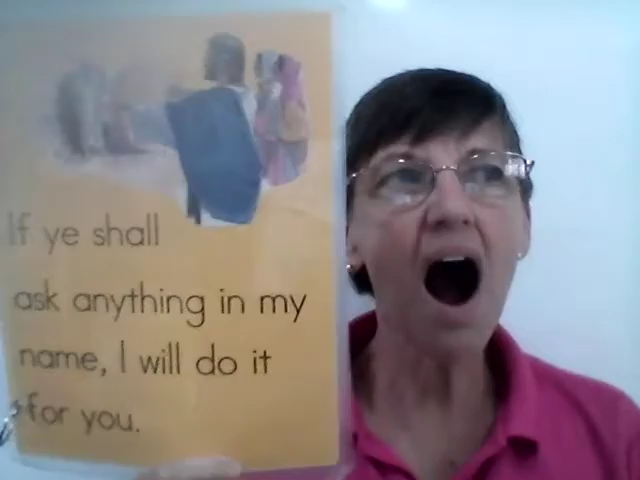 If ye shall
ask anything in my
name, I will do it
for you.